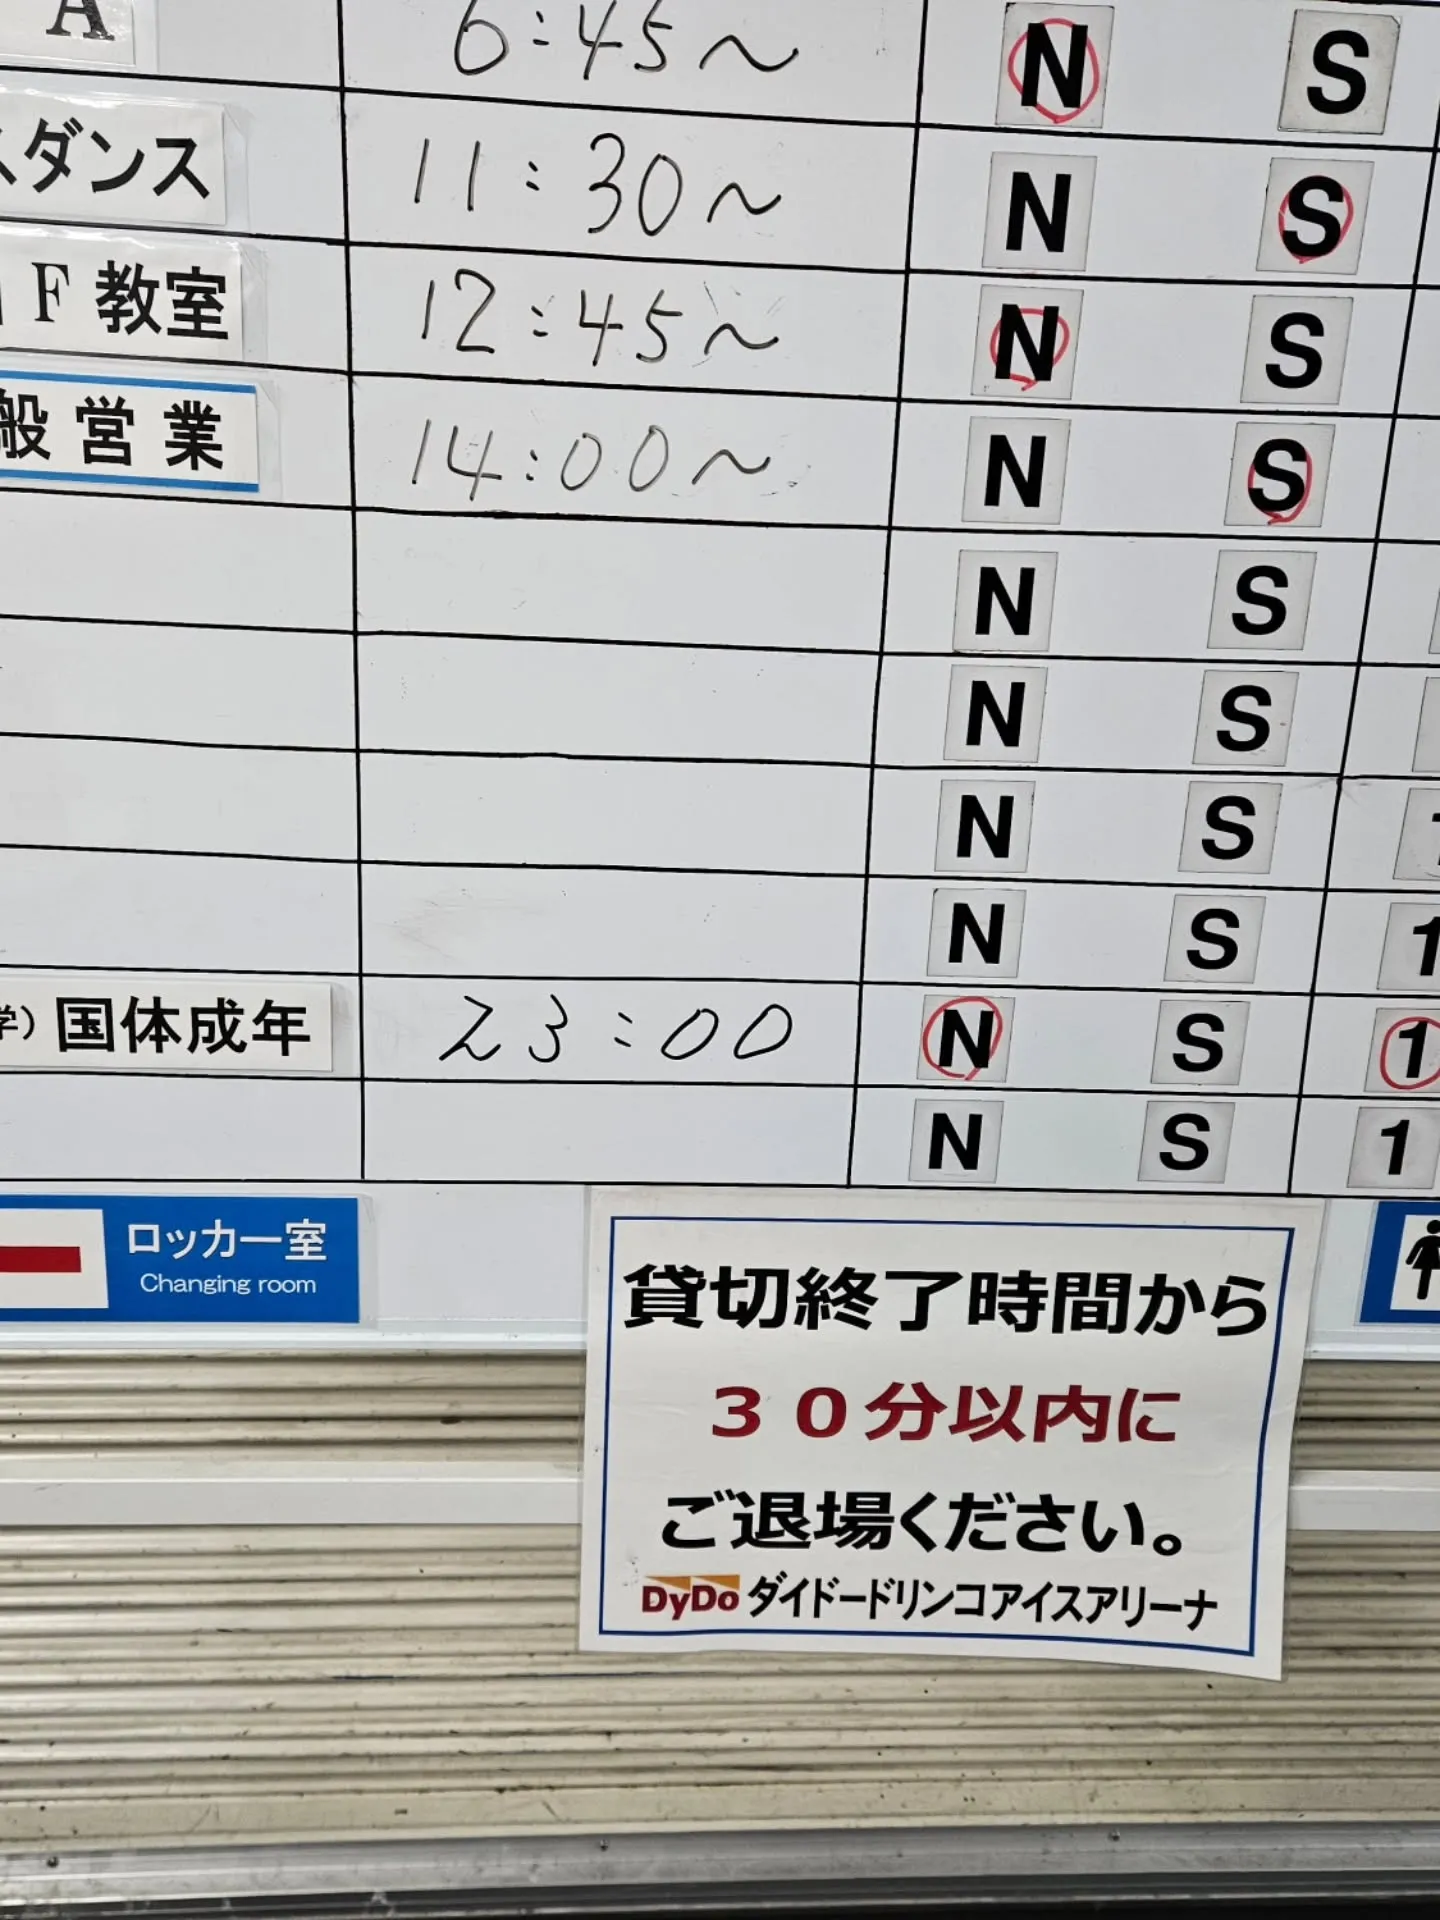 A 6:45〜 N S
スダンス 11:30〜 N S
F 教室 12:45〜 N S
般営業 14:00〜 N S
N S
N S
N S
N S 1
学) 国体成年 23:00 N S 1
N S 1
ロッカー室
Changing room
貸切終了時間から
30分以内に
ご退場ください。
DyDo ダイドードリンコアイスアリーナ